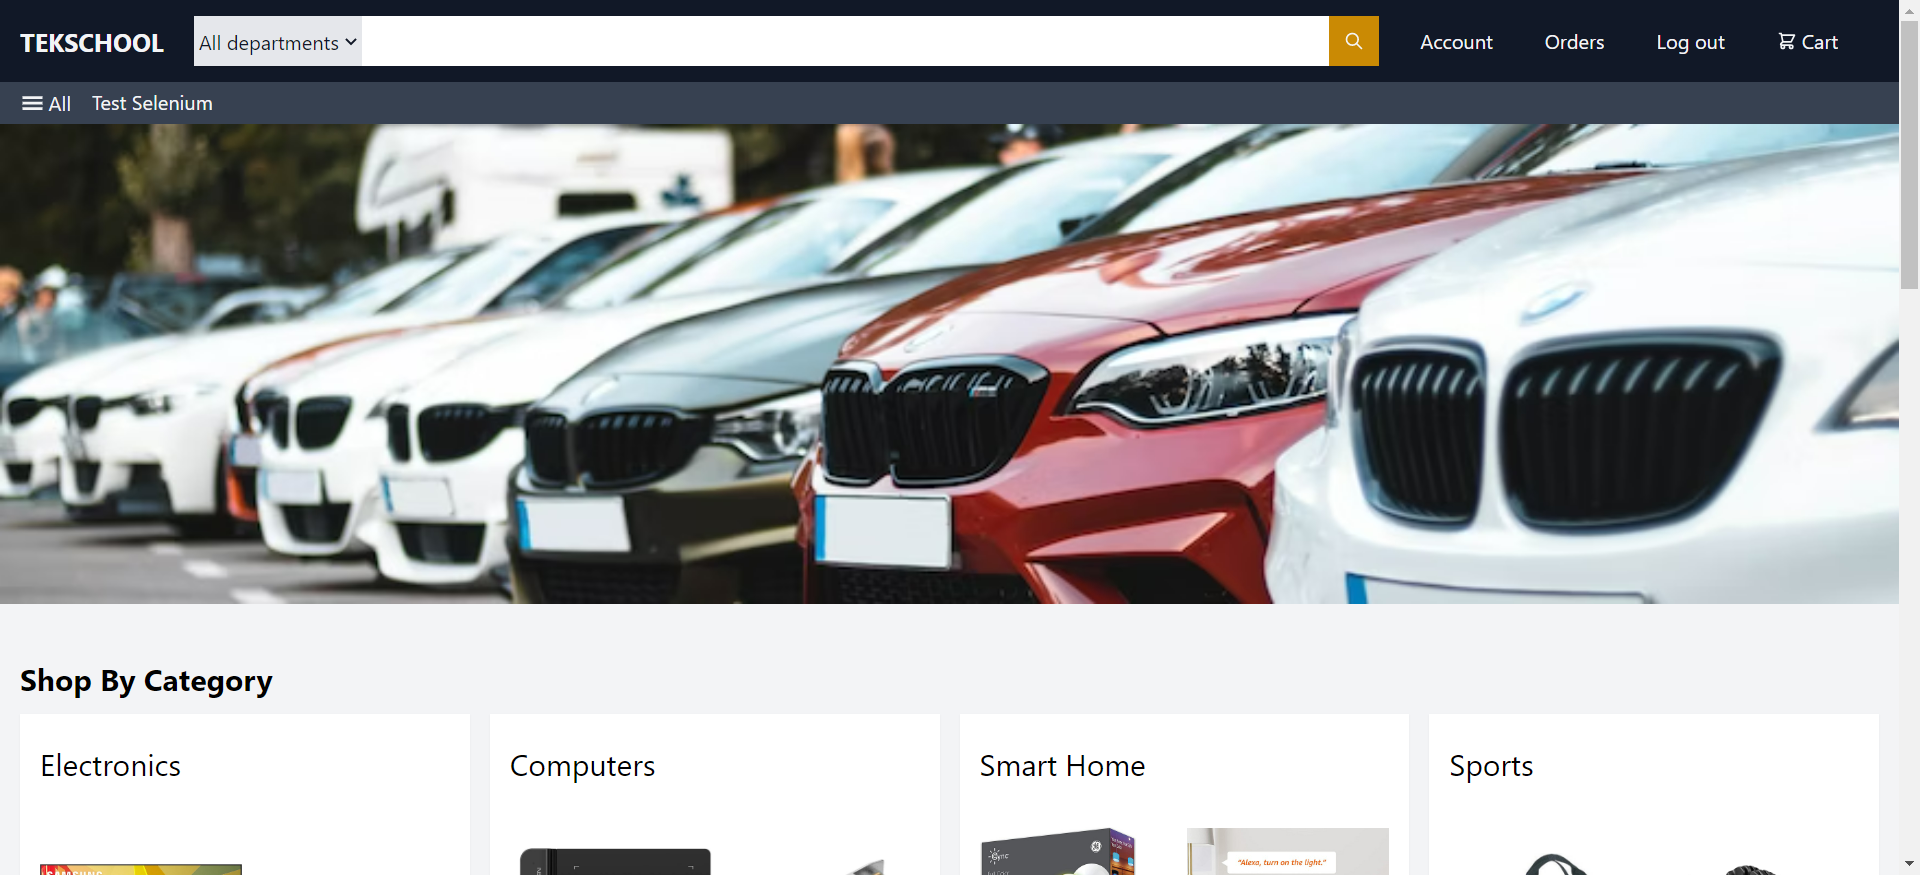 TEKSCHOOL
All departments
Account
Orders
Log out
Cart
All
Test Selenium
Shop By Category
Electronics
Computers
Smart Home
Sports
SAMSUNG
"Alexa, turn on the light."